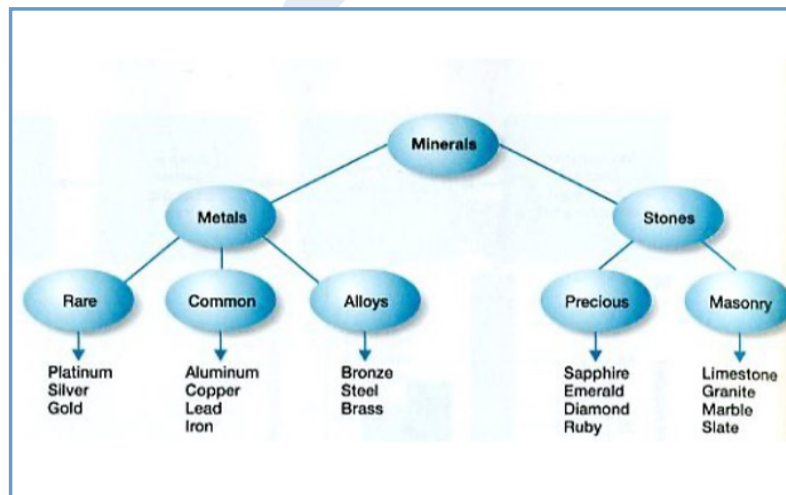 Minerals
Metals
Stones
Rare
Common
Alloys
Precious
Masonry
Platinum
Silver
Gold
Aluminum
Copper
Lead
Iron
Bronze
Steel
Brass
Sapphire
Emerald
Diamond
Ruby
Limestone
Granite
Marble
Slate